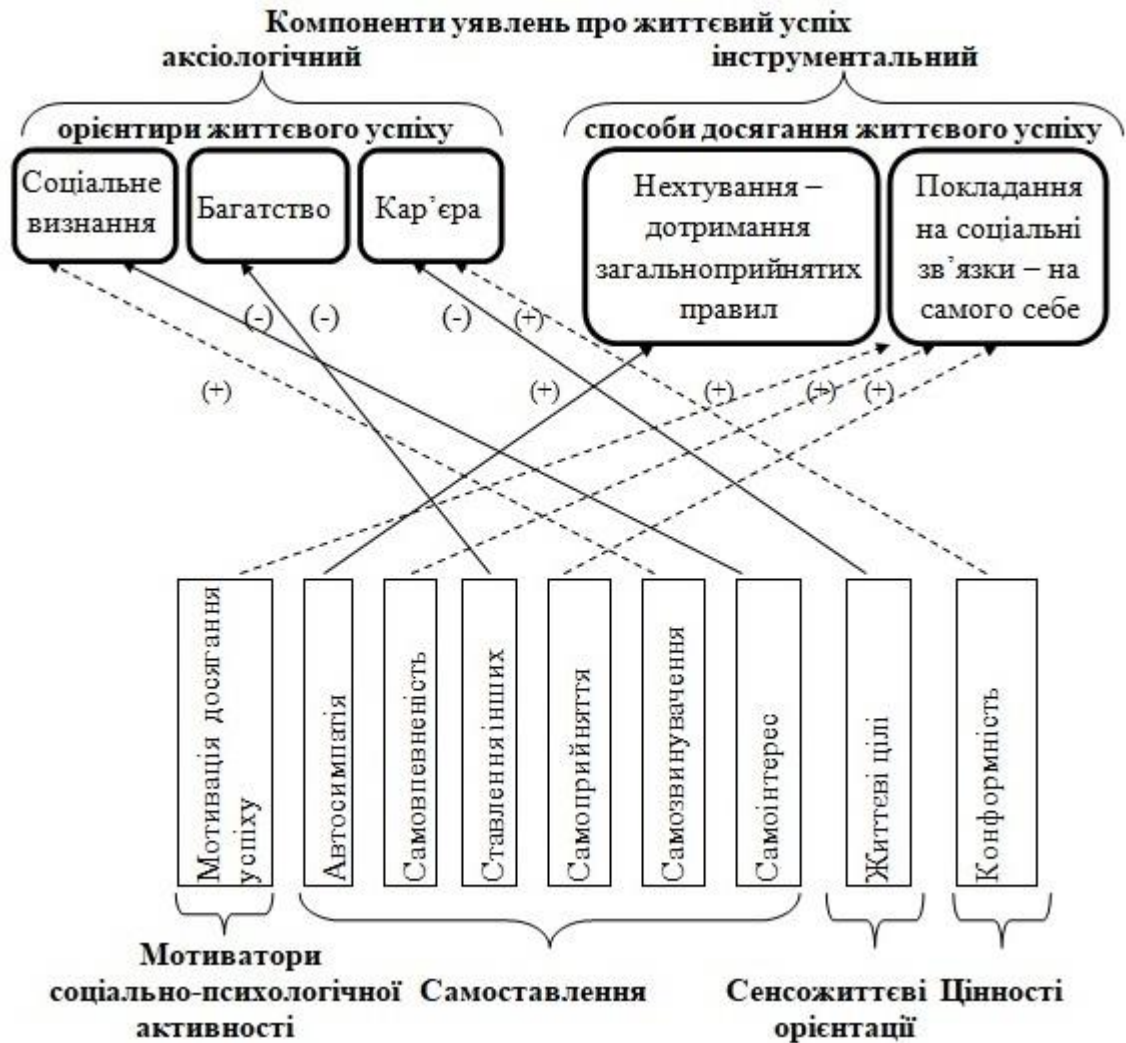 Компоненти уявлень про життєвий успіх
аксіологічний
інструментальний
орієнтири життєвого успіху
способи досягання життєвого успіху
Соціальне
визнання
Багатство
Кар’єра
Нехтування –
дотримання
загальноприйнятих
правил
Покладання
на соціальні
зв’язки – на
самого себе
(-)
(-)
(-)
(+)
(+)
(+)
(+)
(+)
(+)
Мотивація досягання
успіху
Автосимпатія
Самовпевненість
Ставлення інших
Самоприйняття
Самозвинувачення
Самоінтерес
Життєві цілі
Конформність
Мотиватори
соціально-психологічної
активності
Самоставлення
Сенсожиттєві
орієнтації
Цінності